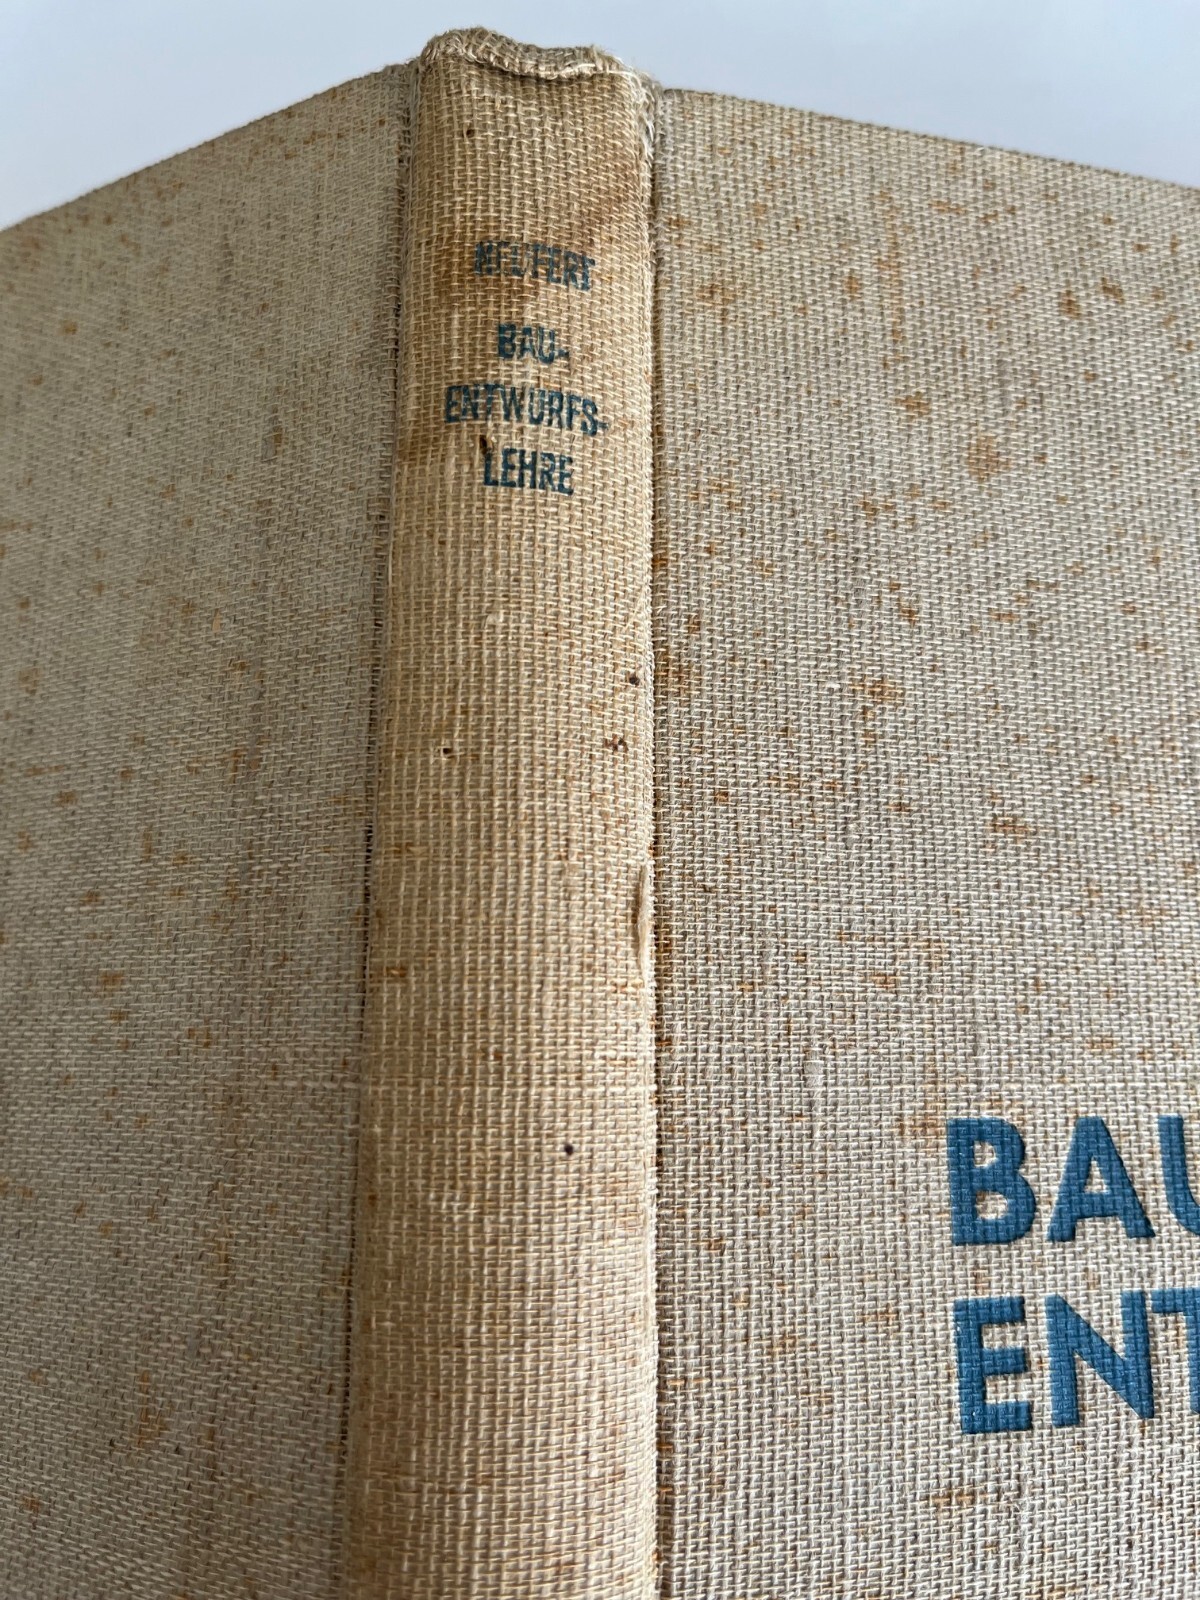 NEUFERT
BAU-
ENTWURFS-
LEHRE
BAU
ENT